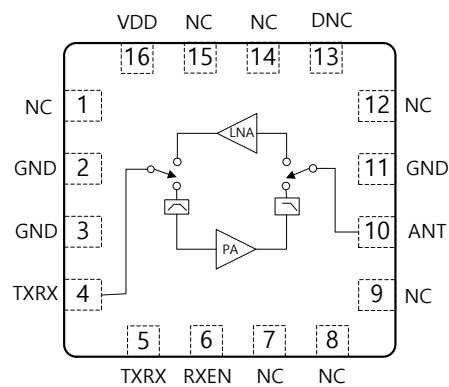 VDD NC NC DNC
16 15 14 13
NC 1 12 NC
LNA
GND 2 11 GND
GND 3 10 ANT
PA
TXRX 4 9 NC
5 6 7 8
TXRX RXEN NC NC